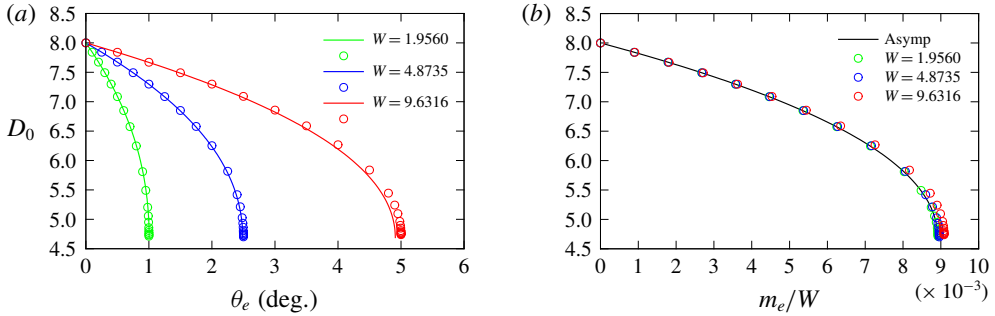 (a)
8.5
8.0
7.5
7.0
6.5
6.0
5.5
5.0
4.5
D0
W = 1.9560
W = 4.8735
W = 9.6316
0 1 2 3 4 5 6
θe (deg.)
(b)
8.5
8.0
7.5
7.0
6.5
6.0
5.5
5.0
4.5
Asymp
W = 1.9560
W = 4.8735
W = 9.6316
0 1 2 3 4 5 6 7 8 9 10
me/W
(× 10−3)